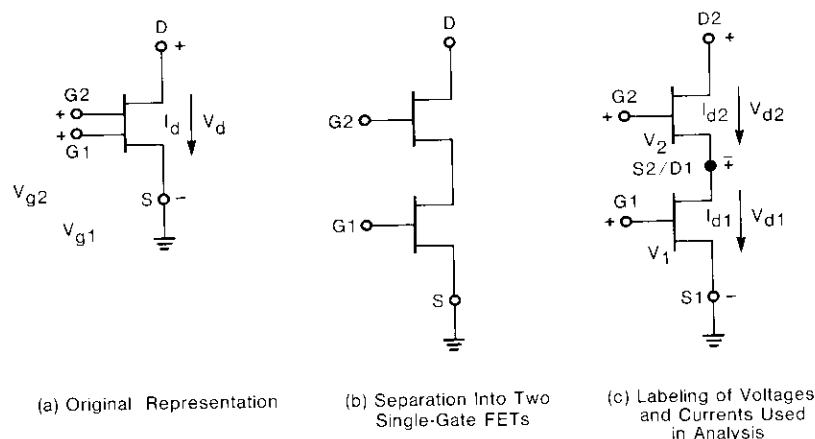 D
+
G2
+
+
G1
I_d
V_d
V_g2
V_g1
S
−
D
G2
G1
S
D2
+
G2
+
I_d2
V_d2
V_2
S2/D1
∓
G1
+
I_d1
V_d1
V_1
S1
−
(a) Original Representation
(b) Separation Into Two
Single-Gate FETs
(c) Labeling of Voltages
and Currents Used
in Analysis